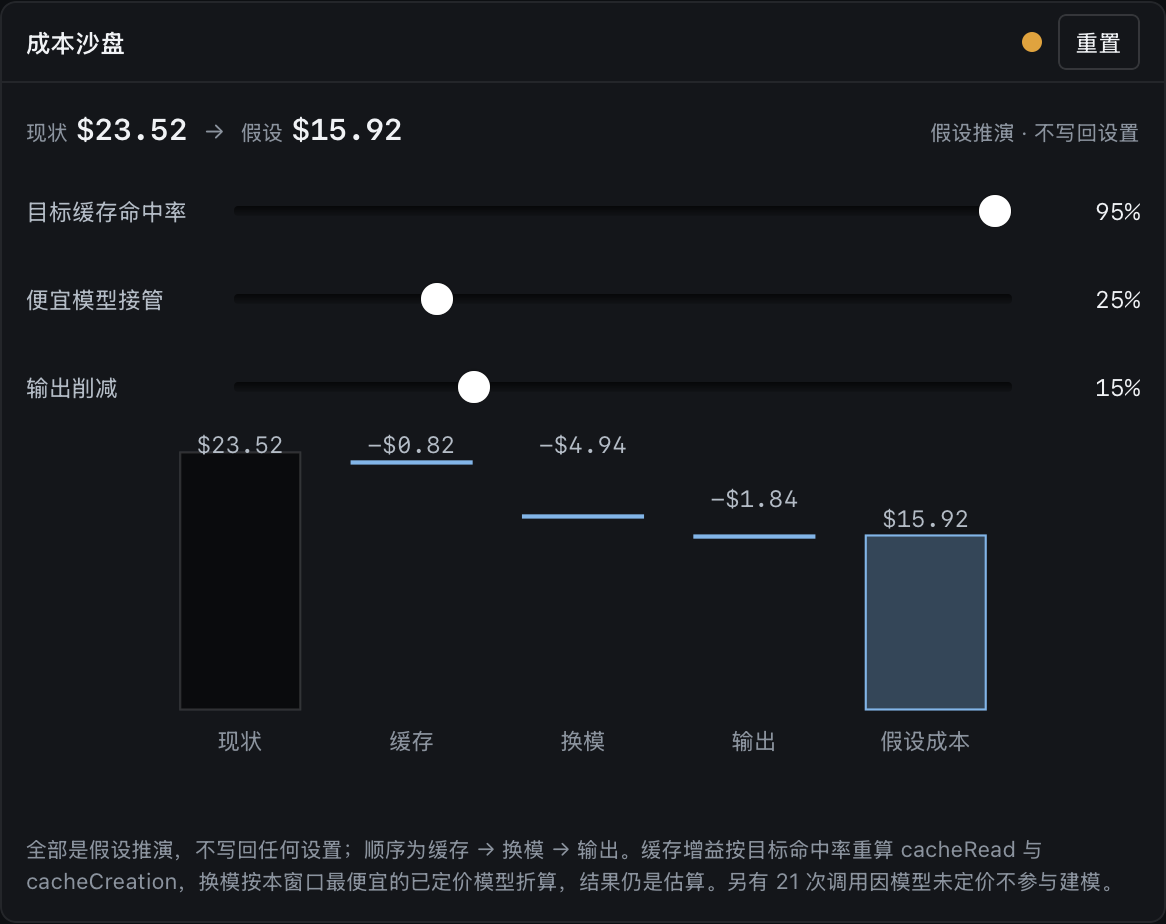 成本沙盘
重置
现状 $23.52 → 假设 $15.92
假设推演 · 不写回设置
目标缓存命中率 95%
便宜模型接管 25%
输出削减 15%
$23.52 −$0.82 −$4.94
−$1.84
$15.92
现状 缓存 换模 输出 假设成本
全部是假设推演，不写回任何设置；顺序为缓存 → 换模 → 输出。缓存增益按目标命中率重算 cacheRead 与
cacheCreation，换模按本窗口最便宜的已定价模型折算，结果仍是估算。另有 21 次调用因模型未定价不参与建模。